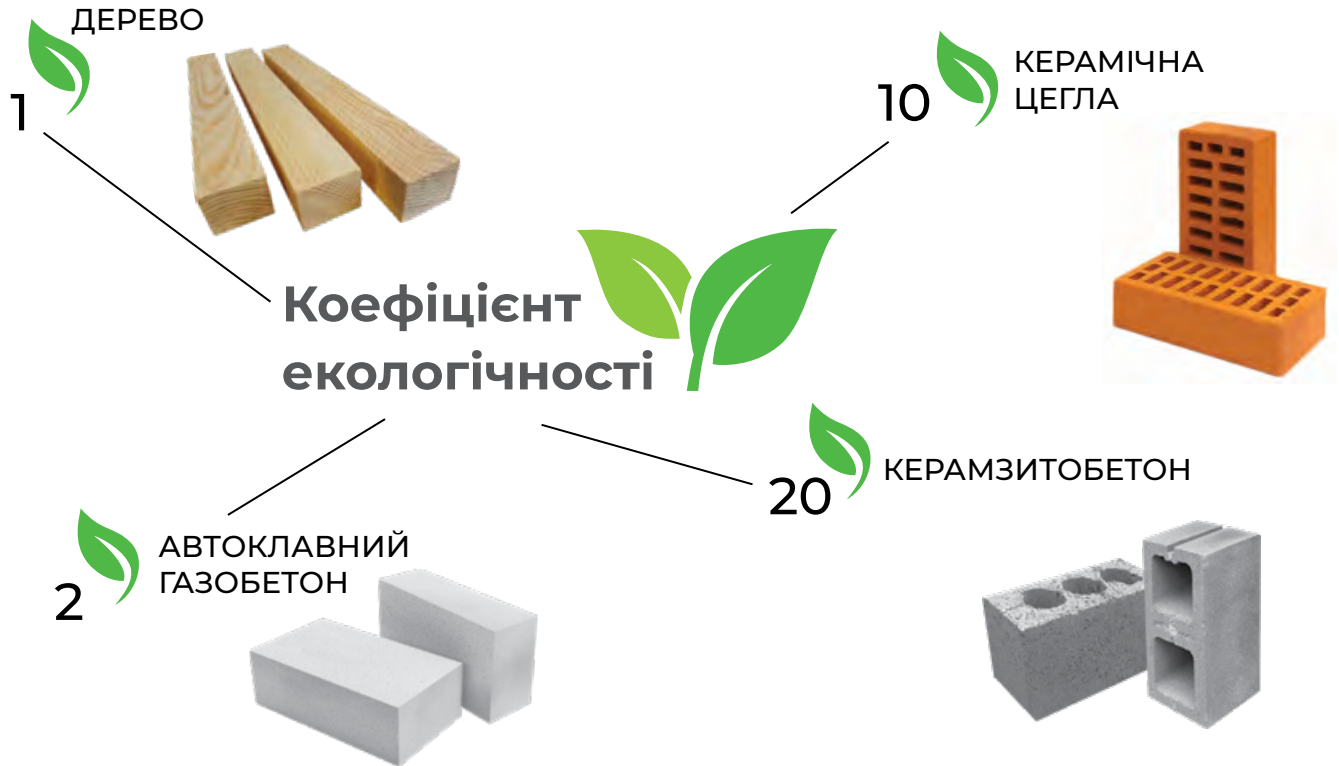 ДЕРЕВО
1
10
КЕРАМІЧНА
ЦЕГЛА
Коефіцієнт
екологічності
20
КЕРАМЗИТОБЕТОН
2
АВТОКЛАВНИЙ
ГАЗОБЕТОН